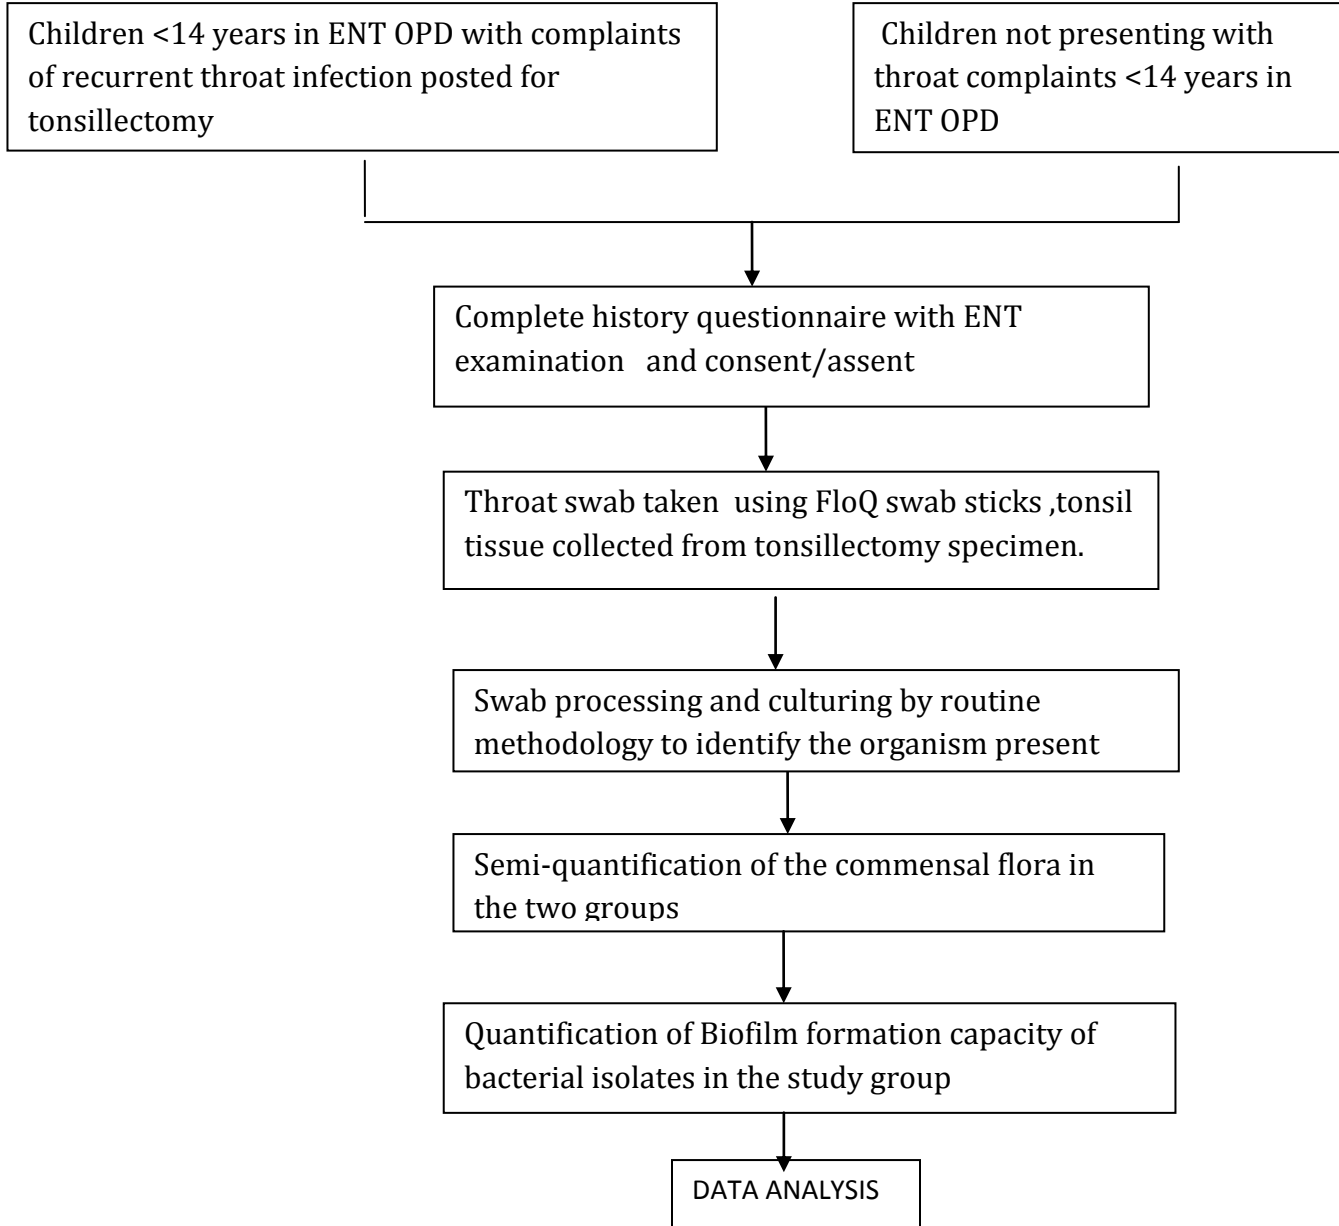 Children <14 years in ENT OPD with complaints
of recurrent throat infection posted for
tonsillectomy
Children not presenting with
throat complaints <14 years in
ENT OPD
Complete history questionnaire with ENT
examination and consent/assent
Throat swab taken using FloQ swab sticks ,tonsil
tissue collected from tonsillectomy specimen.
Swab processing and culturing by routine
methodology to identify the organism present
Semi-quantification of the commensal flora in
the two groups
Quantification of Biofilm formation capacity of
bacterial isolates in the study group
DATA ANALYSIS